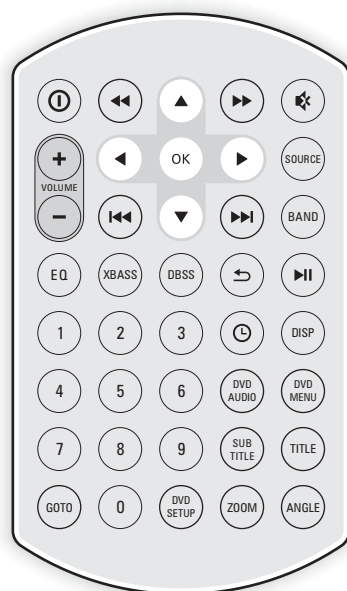 OK
SOURCE
VOLUME
BAND
EQ
XBASS
DBSS
1
2
3
DISP
4
5
6
DVD
AUDIO
DVD
MENU
7
8
9
SUB
TITLE
TITLE
GOTO
0
DVD
SETUP
ZOOM
ANGLE